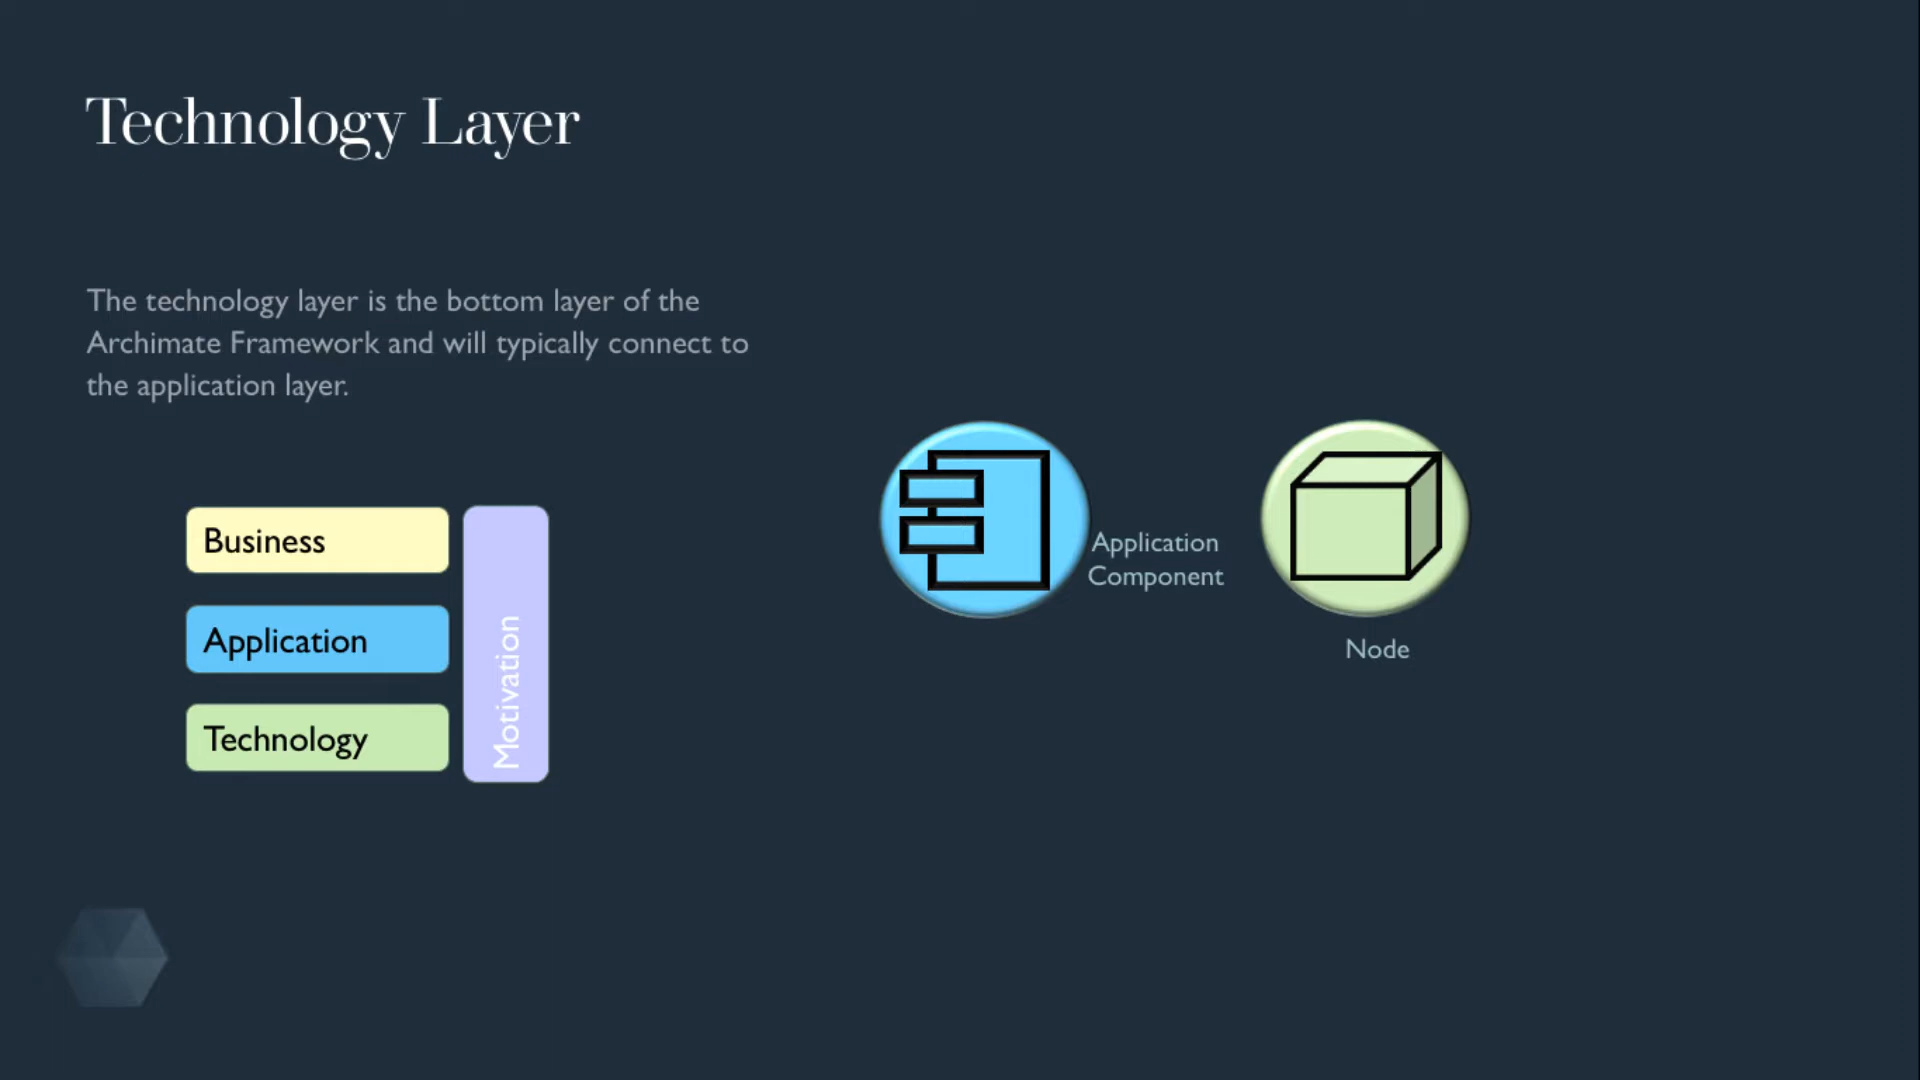 Technology Layer
The technology layer is the bottom layer of the
Archimate Framework and will typically connect to
the application layer.
Business
Application
Technology
Motivation
Application
Component
Node